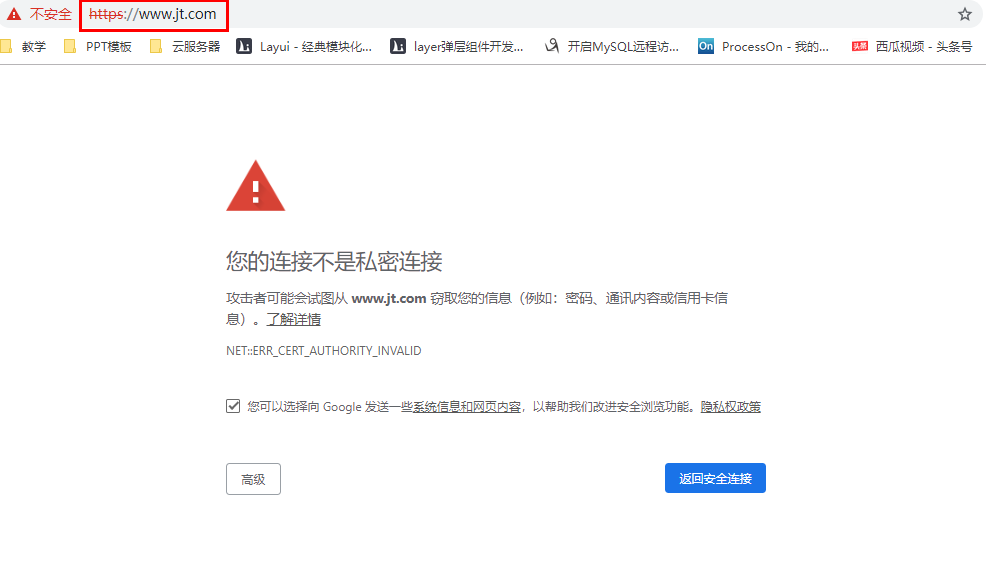 不安全 https://www.jt.com
教学 PPT模板 云服务器 Layui - 经典模块化... layer弹层组件开发... 开启MySQL远程访... On ProcessOn - 我的... 头条 西瓜视频 - 头条号
您的连接不是私密连接
攻击者可能会试图从 www.jt.com 窃取您的信息（例如：密码、通讯内容或信用卡信
息）。了解详情
NET::ERR_CERT_AUTHORITY_INVALID
您可以选择向 Google 发送一些系统信息和网页内容，以帮助我们改进安全浏览功能。隐私权政策
高级 返回安全连接